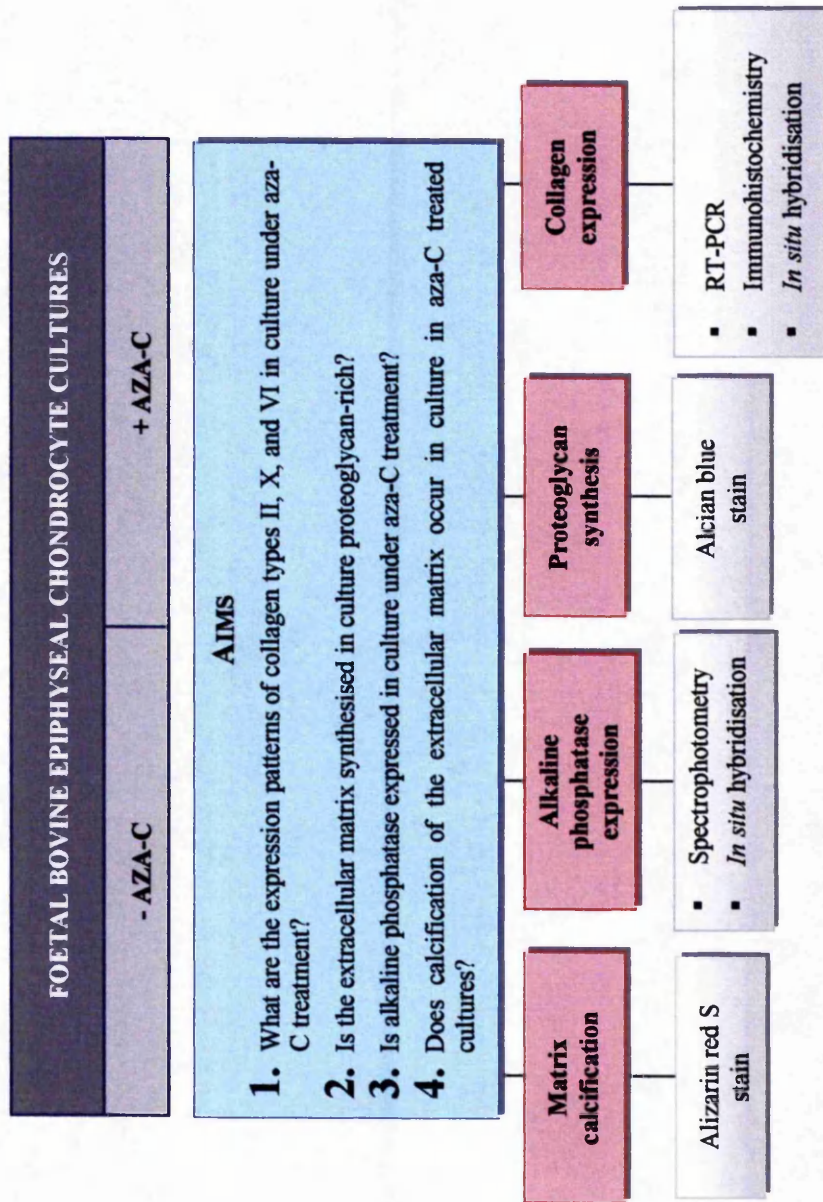 FOETAL BOVINE EPIPHYSEAL CHONDROCYTE CULTURES
- AZA-C
+ AZA-C
AIMS
1. What are the expression patterns of collagen types II, X, and VI in culture under aza-
C treatment?
2. Is the extracellular matrix synthesised in culture proteoglycan-rich?
3. Is alkaline phosphatase expressed in culture under aza-C treatment?
4. Does calcification of the extracellular matrix occur in culture in aza-C treated
cultures?
Matrix
calcification
Alizarin red S
stain
Alkaline
phosphatase
expression
▪ Spectrophotometry
▪ In situ hybridisation
Proteoglycan
synthesis
Alcian blue
stain
Collagen
expression
▪ RT-PCR
▪ Immunohistochemistry
▪ In situ hybridisation